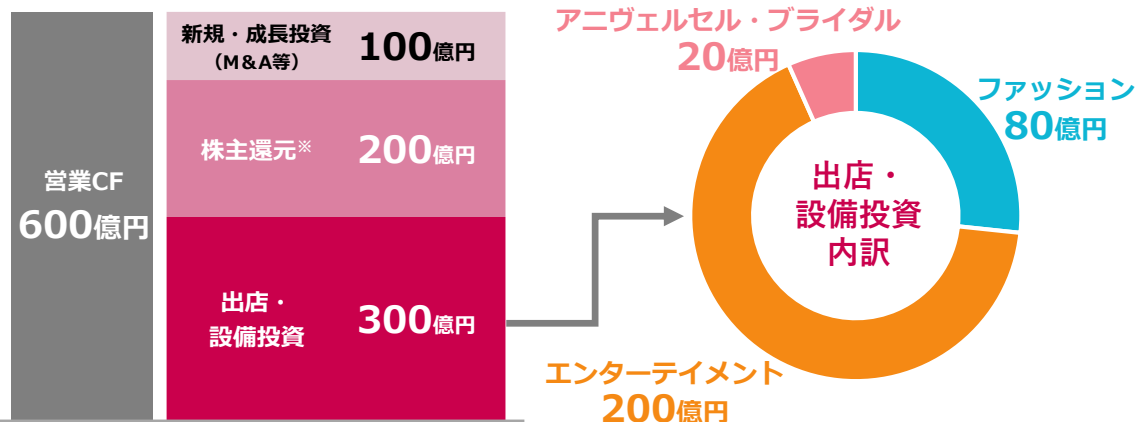 営業CF
600億円
新規・成長投資
（M&A等）
100億円
株主還元※
200億円
出店・
設備投資
300億円
アニヴェルセル・ブライダル
20億円
ファッション
80億円
出店・
設備投資
内訳
エンターテイメント
200億円